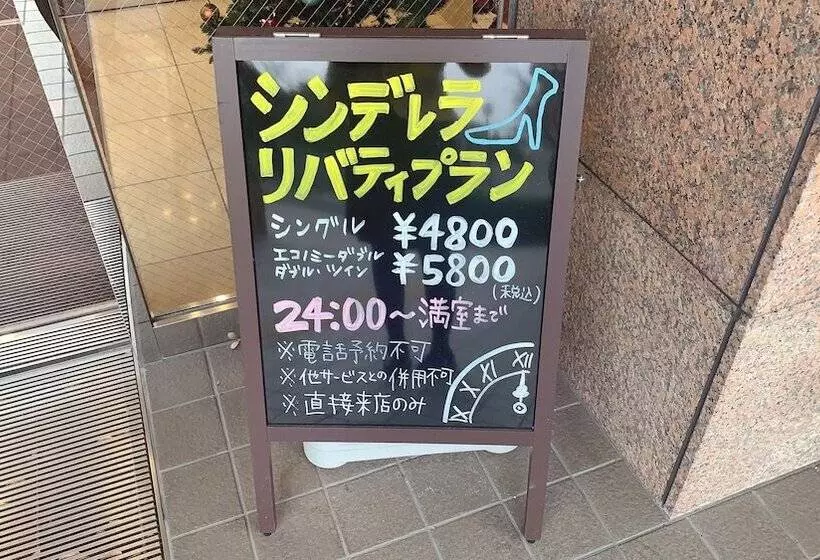 シンデレラ
リバティプラン
シングル ¥4800
エコノミーダブル
ダブル・ツイン ¥5800
(税込)
24:00～満室まで
※電話予約不可
※他サービスとの併用不可
※直接来店のみ
IX X XI XII